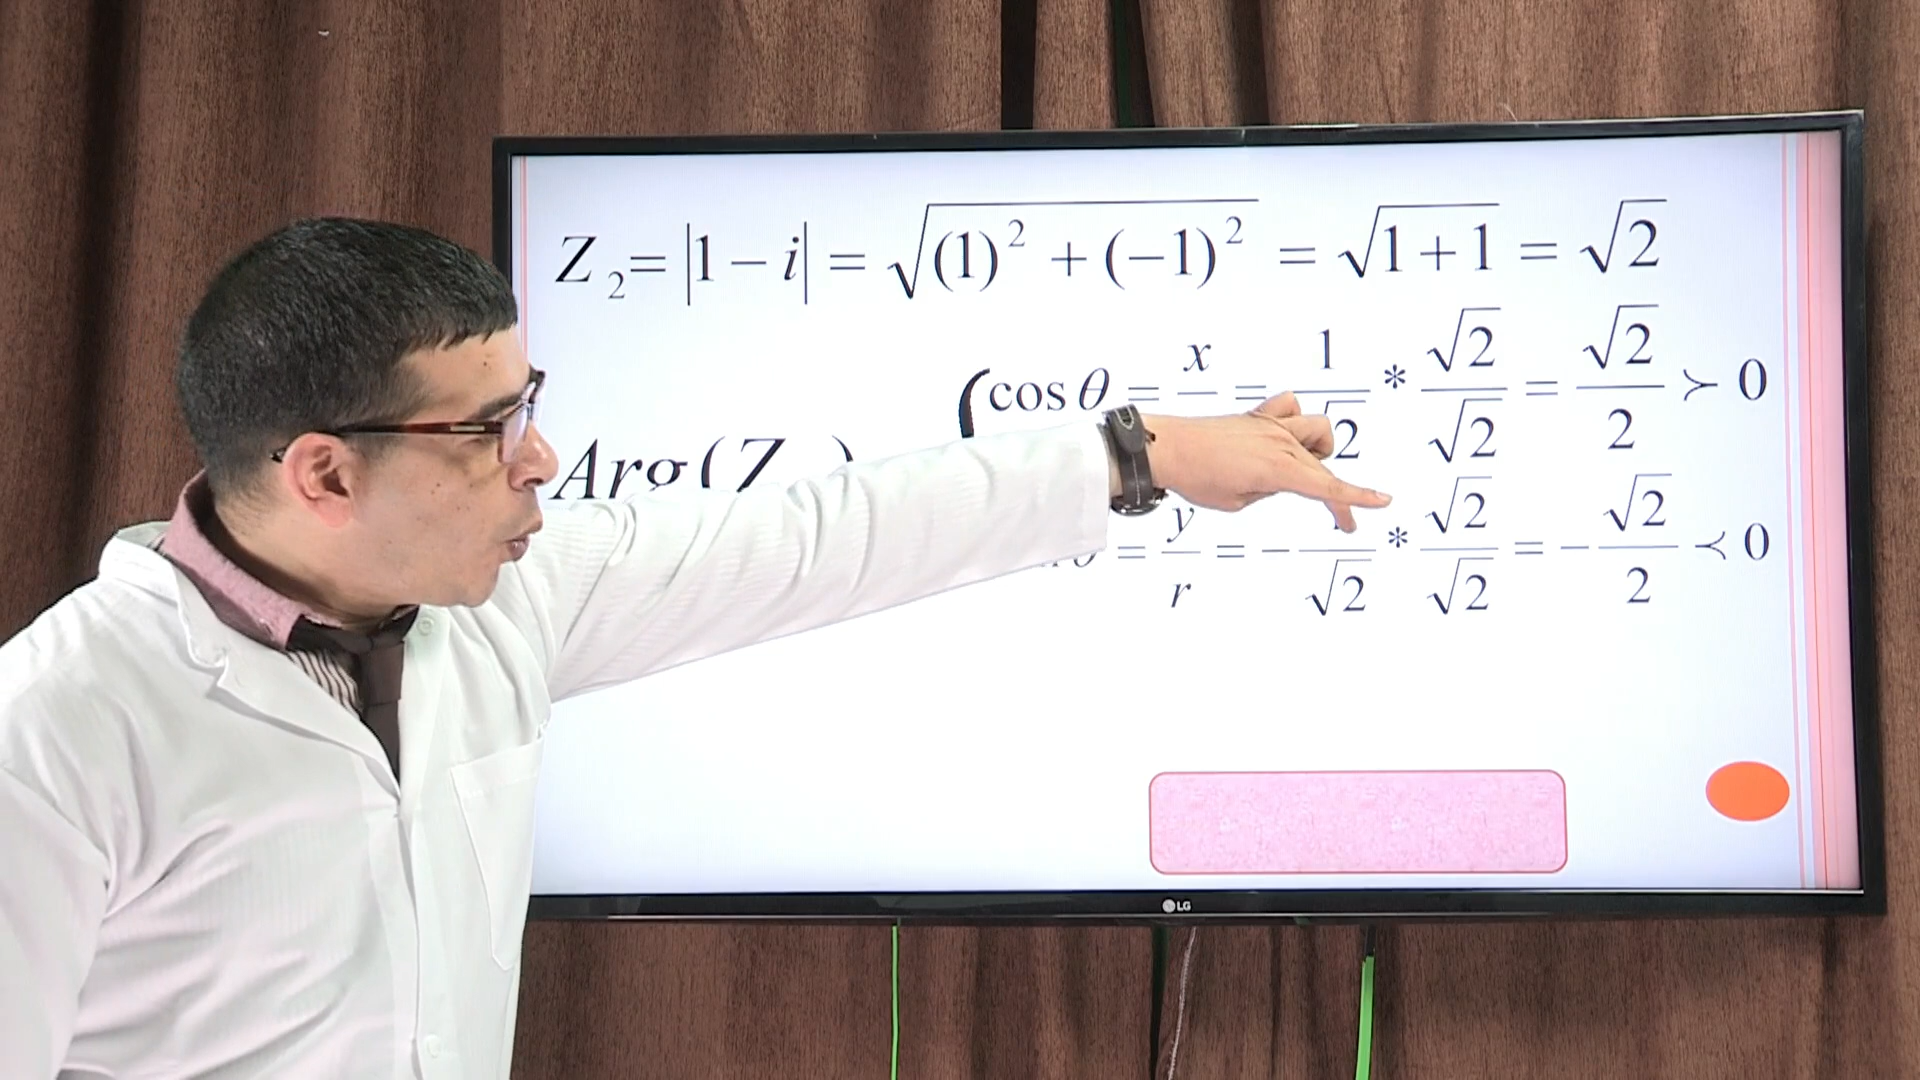 Z₂ = |1 − i| = √((1)² + (−1)²) = √(1+1) = √2
cos θ = x/ = 1/√2 * √2/√2 = √2/2 ≻ 0
Arg(Z )
θ = y/r = − /√2 * √2/√2 = − √2/2 ≺ 0
LG